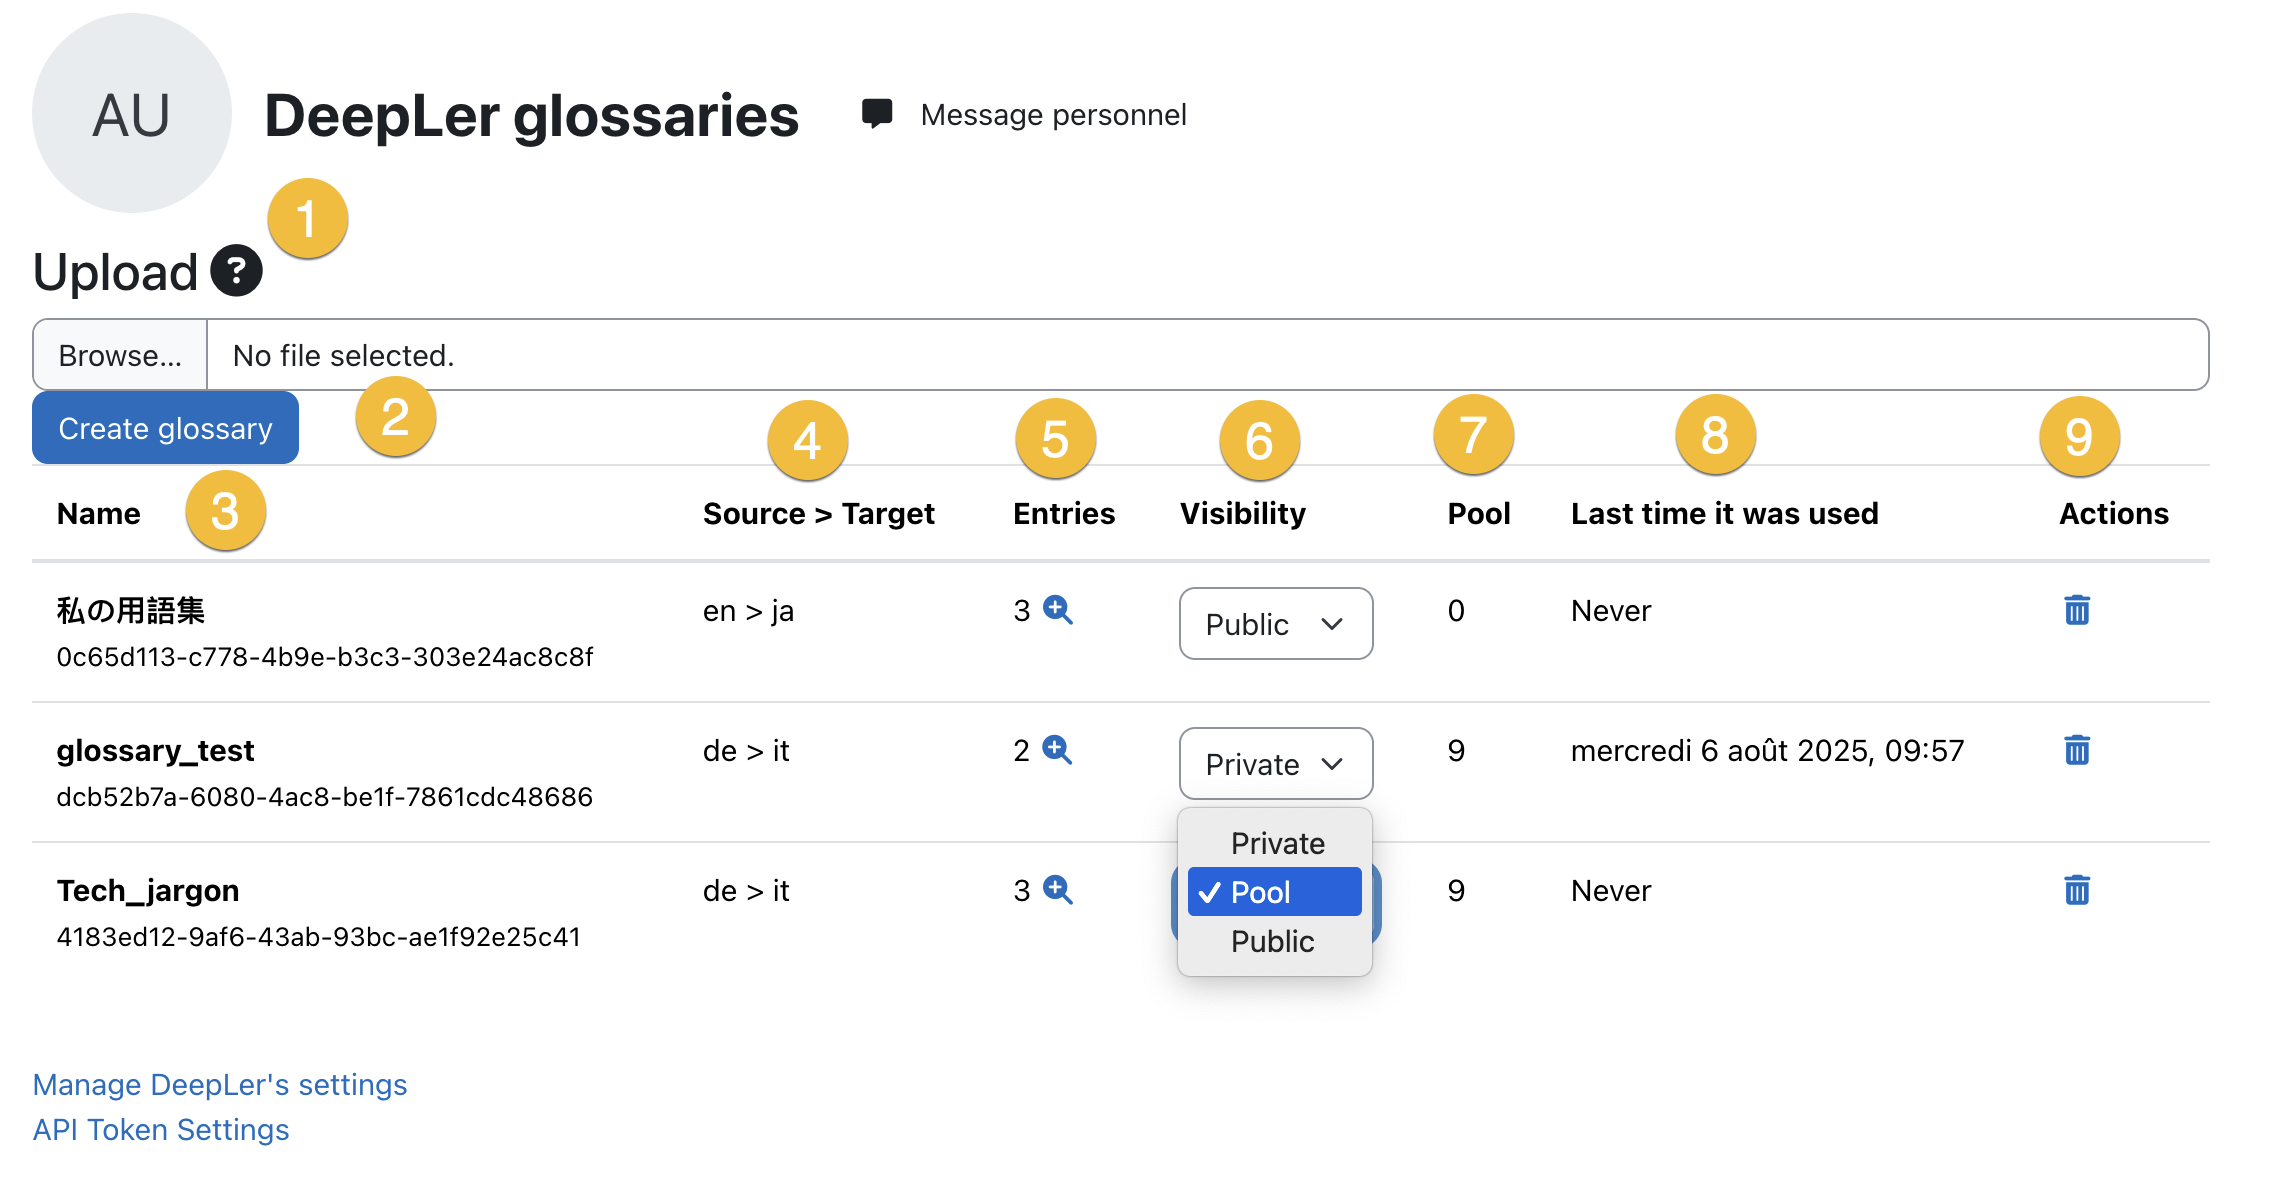 AU
DeepLer glossaries
Message personnel
1
Upload ?
Browse... No file selected.
Create glossary
2
3 4 5 6 7 8 9
Name Source > Target Entries Visibility Pool Last time it was used Actions
私の用語集 en > ja 3 Public 0 Never
0c65d113-c778-4b9e-b3c3-303e24ac8c8f
glossary_test de > it 2 Private 9 mercredi 6 août 2025, 09:57
dcb52b7a-6080-4ac8-be1f-7861cdc48686
Private
Tech_jargon de > it 3 Pool 9 Never
4183ed12-9af6-43ab-93bc-ae1f92e25c41
Public
Manage DeepLer's settings
API Token Settings